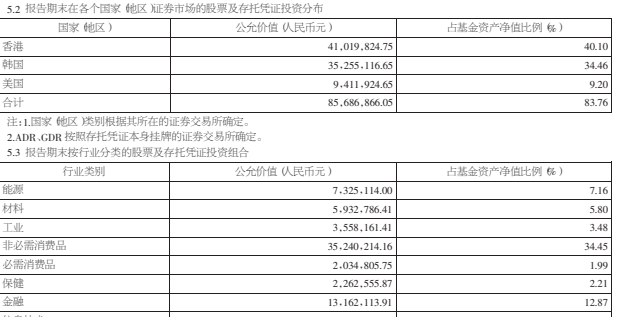 5.2 报告期末在各个国家（地区）证券市场的股票及存托凭证投资分布
国家（地区） 公允价值（人民币元） 占基金资产净值比例（%）
香港 41,019,824.75 40.10
韩国 35,255,116.65 34.46
美国 9,411,924.65 9.20
合计 85,686,866.05 83.76
注:1.国家（地区）类别根据其所在的证券交易所确定。
2.ADR、GDR按照存托凭证本身挂牌的证券交易所确定。
5.3 报告期末按行业分类的股票及存托凭证投资组合
行业类别 公允价值（人民币元） 占基金资产净值比例（%）
能源 7,325,114.00 7.16
材料 5,932,786.41 5.80
工业 3,558,161.41 3.48
非必需消费品 35,240,214.16 34.45
必需消费品 2,034,805.75 1.99
保健 2,262,555.87 2.21
金融 13,162,113.91 12.87